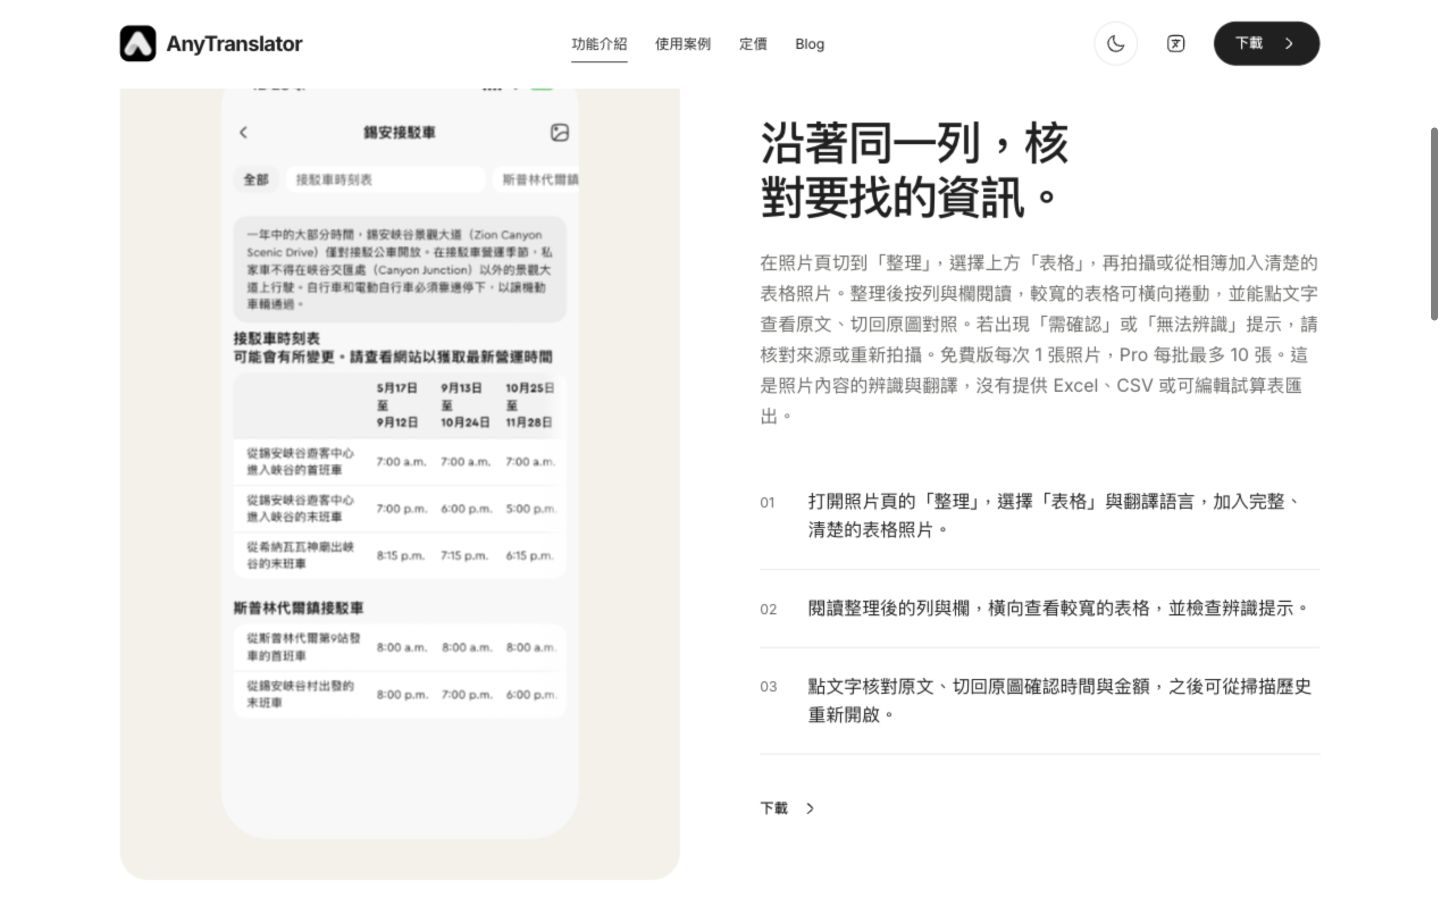 AnyTranslator
功能介紹
使用案例
定價
Blog
下載
錫安接駁車
全部
接駁車時刻表
斯普林代爾鎮
一年中的大部分時間，錫安峽谷景觀大道（Zion Canyon
Scenic Drive）僅對接駁公車開放。在接駁車營運季節，私
家車不得在峽谷交匯處（Canyon Junction）以外的景觀大
道上行駛。自行車和電動自行車必須靠邊停下，以讓機動
車輛通過。
接駁車時刻表
可能會有所變更。請查看網站以獲取最新營運時間
5月17日 9月13日 10月25日
至 至 至
9月12日 10月24日 11月28日
從錫安峽谷遊客中心
進入峽谷的首班車
7:00 a.m. 7:00 a.m. 7:00 a.m.
從錫安峽谷遊客中心
進入峽谷的末班車
7:00 p.m. 6:00 p.m. 5:00 p.m.
從希納瓦瓦神廟出峽
谷的末班車
8:15 p.m. 7:15 p.m. 6:15 p.m.
斯普林代爾鎮接駁車
從斯普林代爾第9站發
車的首班車
8:00 a.m. 8:00 a.m. 8:00 a.m.
從錫安峽谷村出發的
末班車
8:00 p.m. 7:00 p.m. 6:00 p.m.
沿著同一列，核
對要找的資訊。
在照片頁切到「整理」，選擇上方「表格」，再拍攝或從相簿加入清楚的
表格照片。整理後按列與欄閱讀，較寬的表格可橫向捲動，並能點文字
查看原文、切回原圖對照。若出現「需確認」或「無法辨識」提示，請
核對來源或重新拍攝。免費版每次 1 張照片，Pro 每批最多 10 張。這
是照片內容的辨識與翻譯，沒有提供 Excel、CSV 或可編輯試算表匯
出。
01
打開照片頁的「整理」，選擇「表格」與翻譯語言，加入完整、
清楚的表格照片。
02
閱讀整理後的列與欄，橫向查看較寬的表格，並檢查辨識提示。
03
點文字核對原文、切回原圖確認時間與金額，之後可從掃描歷史
重新開啟。
下載